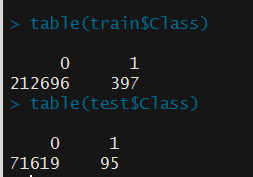 > table(train$Class)
0 1
212696 397
> table(test$Class)
0 1
71619 95